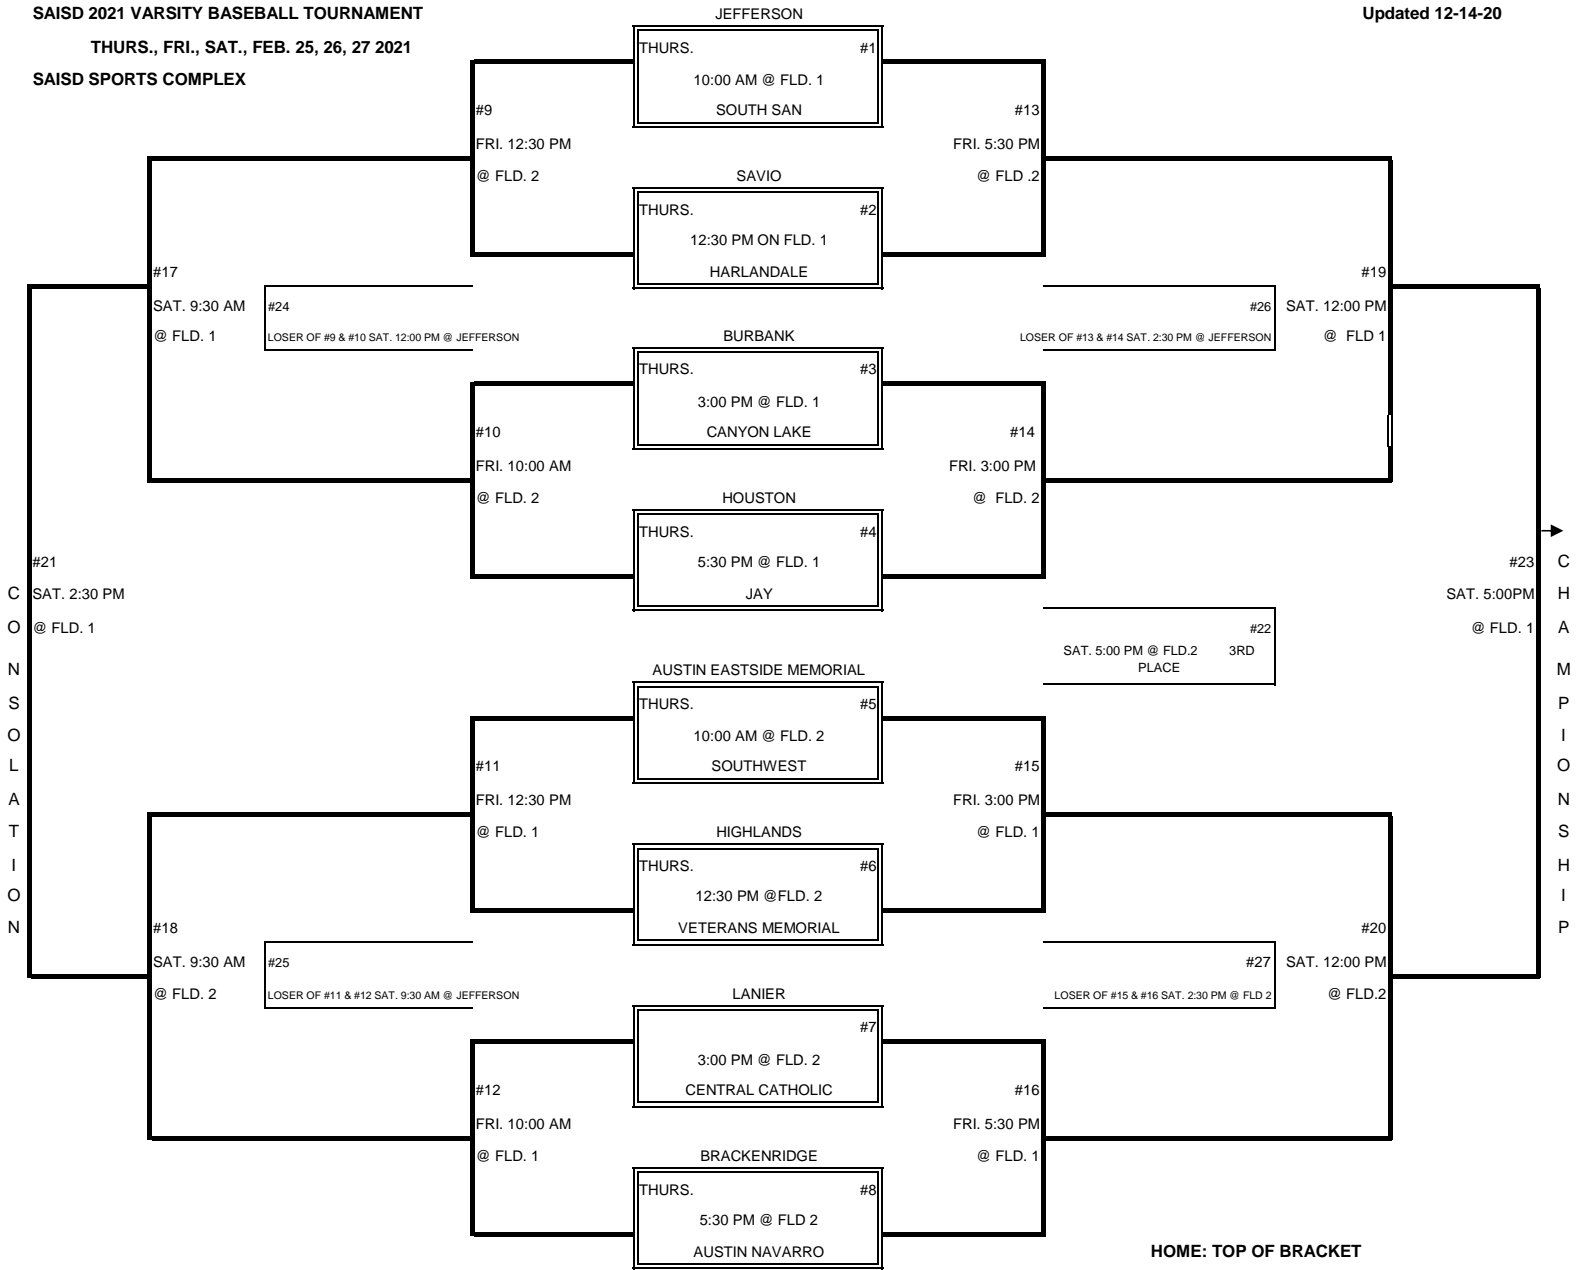 SAISD 2021 VARSITY BASEBALL TOURNAMENT
THURS., FRI., SAT., FEB. 25, 26, 27 2021
SAISD SPORTS COMPLEX
Updated 12-14-20
JEFFERSON
THURS. #1
10:00 AM @ FLD. 1
SOUTH SAN
#9
FRI. 12:30 PM
@ FLD. 2
#13
FRI. 5:30 PM
@ FLD .2
SAVIO
THURS. #2
12:30 PM ON FLD. 1
HARLANDALE
#17
SAT. 9:30 AM
@ FLD. 1
#24
LOSER OF #9 & #10 SAT. 12:00 PM @ JEFFERSON
#26
LOSER OF #13 & #14 SAT. 2:30 PM @ JEFFERSON
#19
SAT. 12:00 PM
@ FLD 1
BURBANK
THURS. #3
3:00 PM @ FLD. 1
CANYON LAKE
#10
FRI. 10:00 AM
@ FLD. 2
#14
FRI. 3:00 PM
@ FLD. 2
HOUSTON
THURS. #4
5:30 PM @ FLD. 1
JAY
#21
SAT. 2:30 PM
@ FLD. 1
CONSOLATION
#22
SAT. 5:00 PM @ FLD.2 3RD
PLACE
#23
SAT. 5:00PM
@ FLD. 1
CHAMPIONSHIP
AUSTIN EASTSIDE MEMORIAL
THURS. #5
10:00 AM @ FLD. 2
SOUTHWEST
#11
FRI. 12:30 PM
@ FLD. 1
#15
FRI. 3:00 PM
@ FLD. 1
HIGHLANDS
THURS. #6
12:30 PM @FLD. 2
VETERANS MEMORIAL
#18
SAT. 9:30 AM
@ FLD. 2
#25
LOSER OF #11 & #12 SAT. 9:30 AM @ JEFFERSON
#27
LOSER OF #15 & #16 SAT. 2:30 PM @ FLD 2
#20
SAT. 12:00 PM
@ FLD.2
LANIER
#7
3:00 PM @ FLD. 2
CENTRAL CATHOLIC
#12
FRI. 10:00 AM
@ FLD. 1
#16
FRI. 5:30 PM
@ FLD. 1
BRACKENRIDGE
THURS. #8
5:30 PM @ FLD 2
AUSTIN NAVARRO
HOME: TOP OF BRACKET